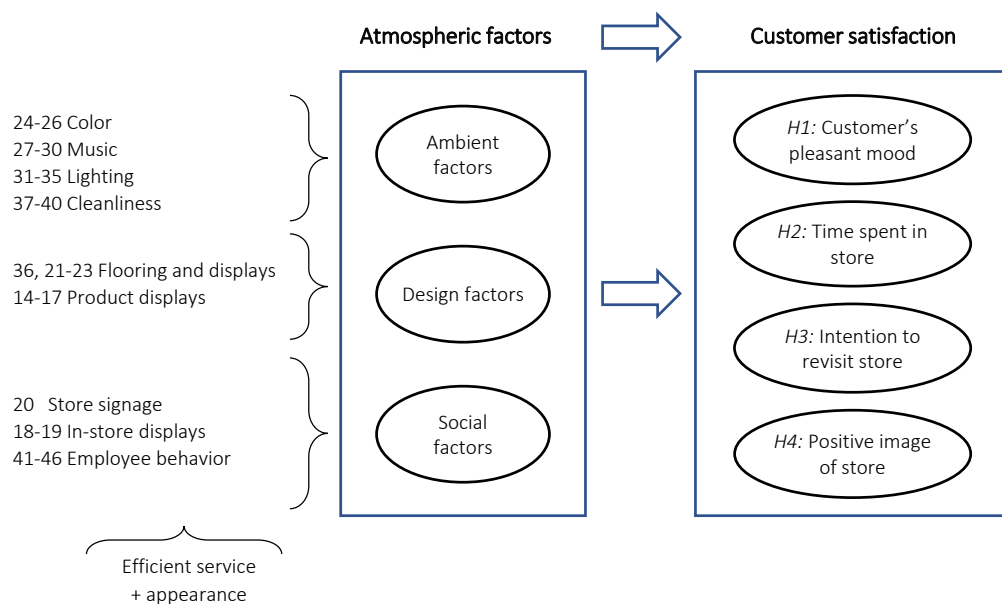 Atmospheric factors
Customer satisfaction
24-26 Color
27-30 Music
31-35 Lighting
37-40 Cleanliness
36, 21-23 Flooring and displays
14-17 Product displays
20 Store signage
18-19 In-store displays
41-46 Employee behavior
Efficient service
+ appearance
Ambient
factors
Design factors
Social
factors
H1: Customer’s
pleasant mood
H2: Time spent in
store
H3: Intention to
revisit store
H4: Positive image
of store